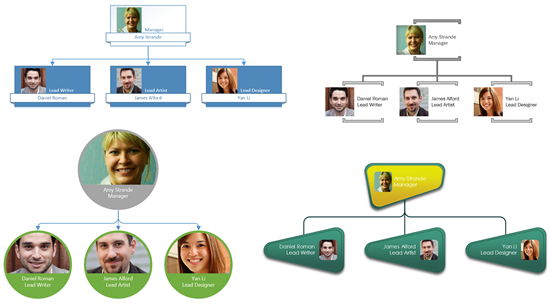 Manager
Amy Strande
Lead Writer
Daniel Roman
Lead Artist
James Alford
Lead Designer
Yan Li
Amy Strande
Manager
Daniel Roman
Lead Writer
James Alford
Lead Artist
Yan Li
Lead Designer
Amy Strande
Manager
Daniel Roman
Lead Writer
James Alford
Lead Artist
Yan Li
Lead Designer
Amy Strande
Manager
Daniel Roman
Lead Writer
James Alford
Lead Artist
Yan Li
Lead Designer